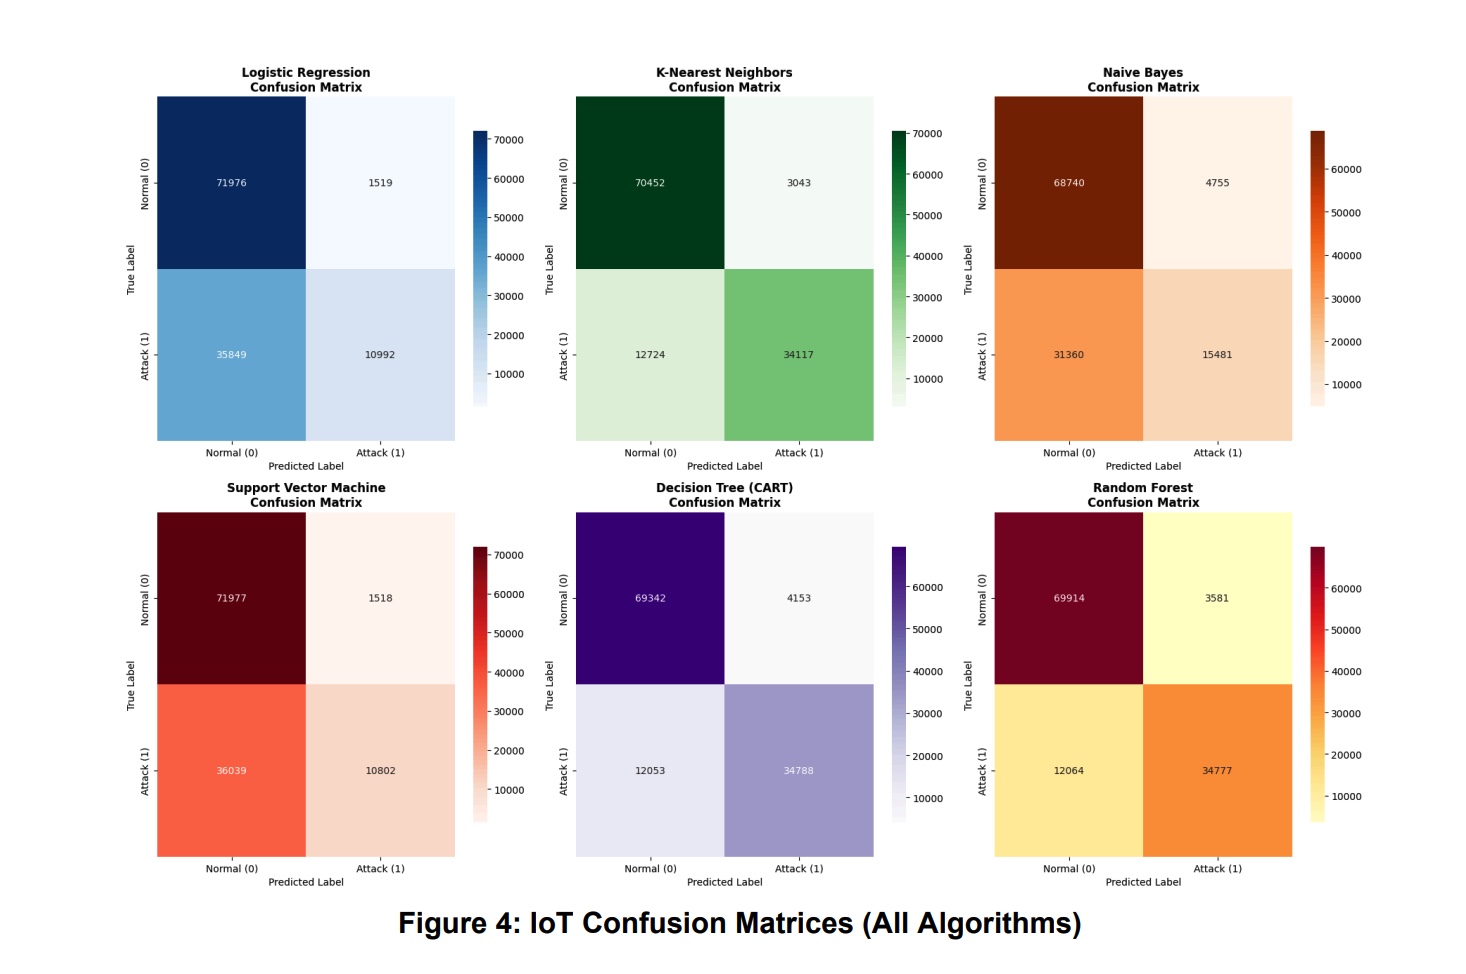 Logistic Regression
Confusion Matrix
True Label
Normal (0)
Attack (1)
71976
1519
35849
10992
Normal (0)
Attack (1)
Predicted Label
70000
60000
50000
40000
30000
20000
10000
K-Nearest Neighbors
Confusion Matrix
True Label
Normal (0)
Attack (1)
70452
3043
12724
34117
Normal (0)
Attack (1)
Predicted Label
70000
60000
50000
40000
30000
20000
10000
Naive Bayes
Confusion Matrix
True Label
Normal (0)
Attack (1)
68740
4755
31360
15481
Normal (0)
Attack (1)
Predicted Label
60000
50000
40000
30000
20000
10000
Support Vector Machine
Confusion Matrix
True Label
Normal (0)
Attack (1)
71977
1518
36039
10802
Normal (0)
Attack (1)
Predicted Label
70000
60000
50000
40000
30000
20000
10000
Decision Tree (CART)
Confusion Matrix
True Label
Normal (0)
Attack (1)
69342
4153
12053
34788
Normal (0)
Attack (1)
Predicted Label
60000
50000
40000
30000
20000
10000
Random Forest
Confusion Matrix
True Label
Normal (0)
Attack (1)
69914
3581
12064
34777
Normal (0)
Attack (1)
Predicted Label
60000
50000
40000
30000
20000
10000
Figure 4: IoT Confusion Matrices (All Algorithms)